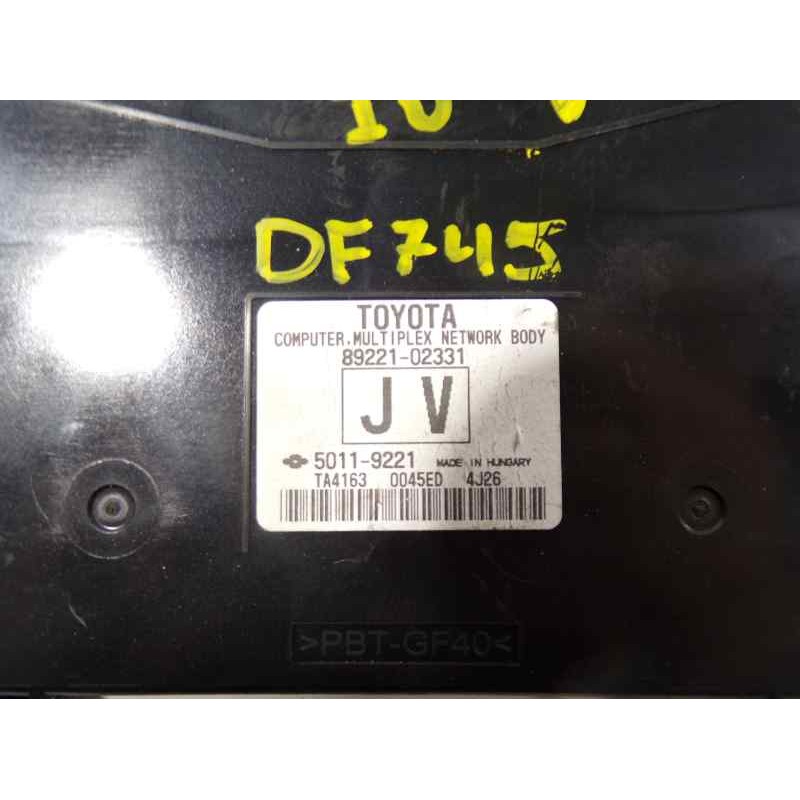 DF745
TOYOTA
COMPUTER,MULTIPLEX NETWORK BODY
89221-02331
JV
5011-9221 MADE IN HUNGARY
TA4163 0045ED 4J26
>PBT-GF40<